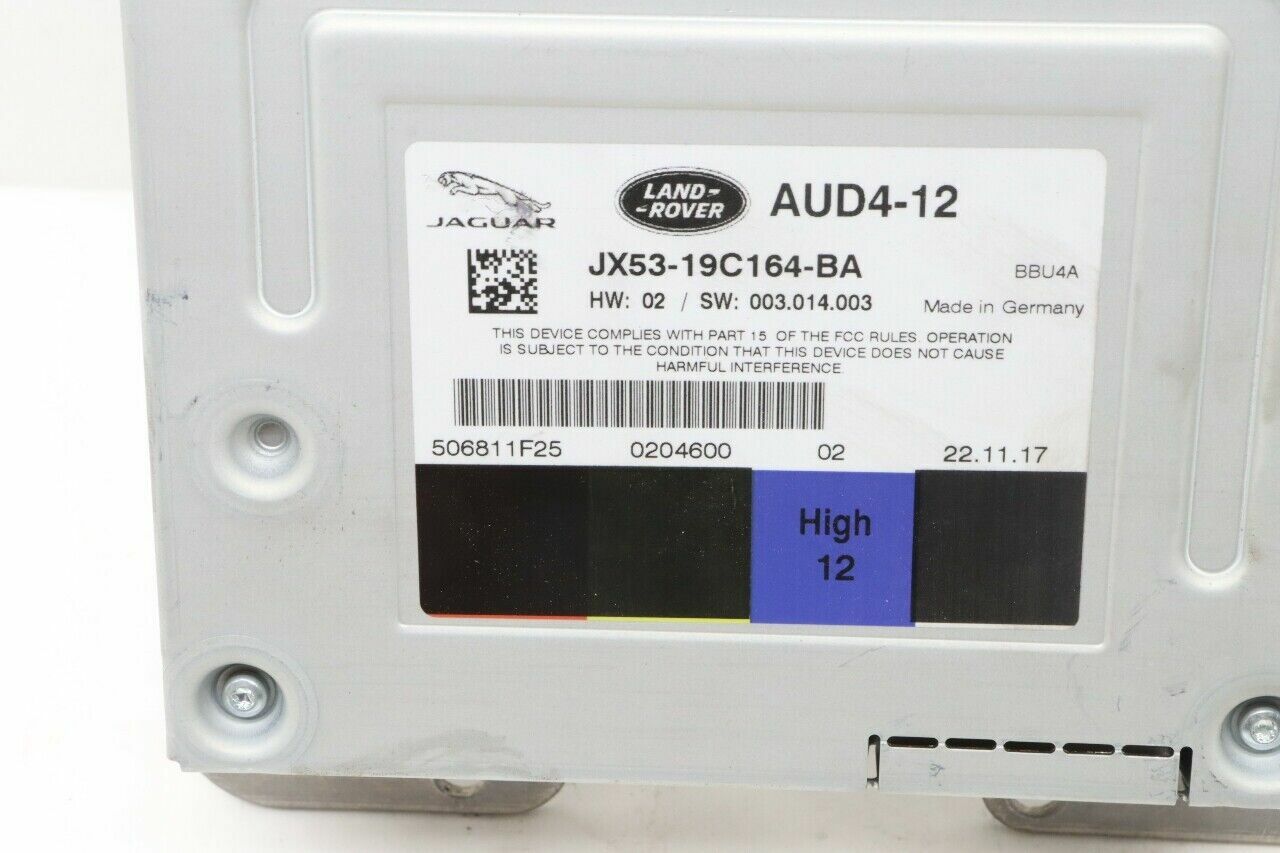 JAGUAR
LAND-
-ROVER
AUD4-12
JX53-19C164-BA
BBU4A
HW: 02 / SW: 003.014.003
Made in Germany
THIS DEVICE COMPLIES WITH PART 15 OF THE FCC RULES. OPERATION
IS SUBJECT TO THE CONDITION THAT THIS DEVICE DOES NOT CAUSE
HARMFUL INTERFERENCE.
506811F25 0204600 02 22.11.17
High
12